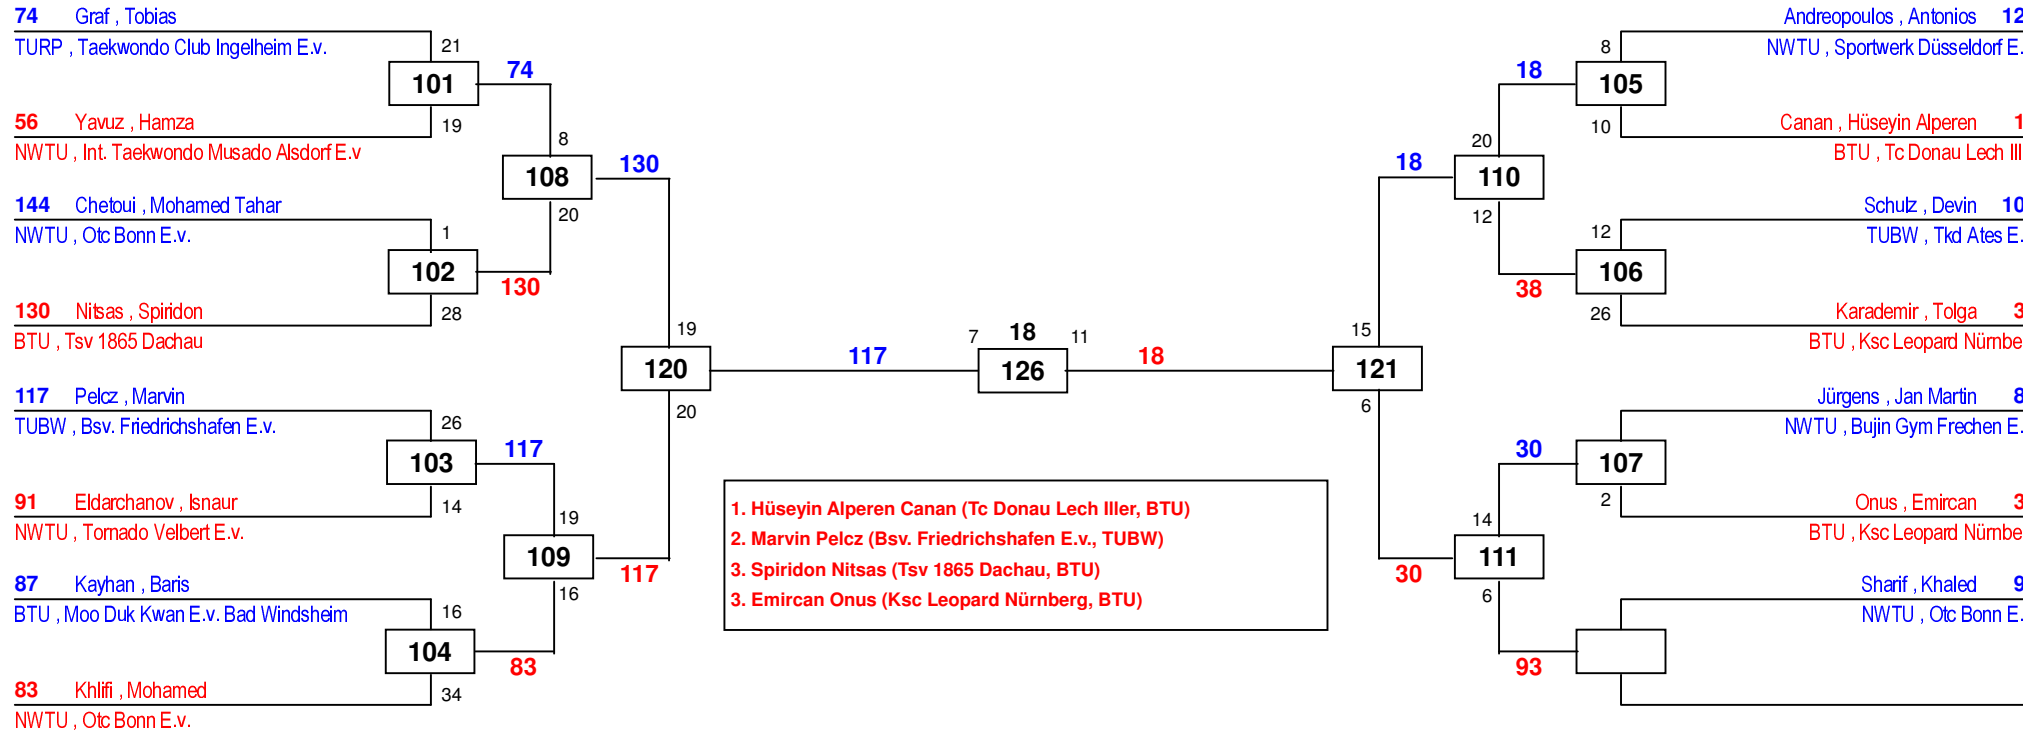 74 Graf , Tobias
TURP , Taekwondo Club Ingelheim E.v.
21
101
74
56 Yavuz , Hamza
19
NWTU , Int. Taekwondo Musado Alsdorf E.v
8
108
130
20
144 Chetoui , Mohamed Tahar
NWTU , Otc Bonn E.v.
1
102
130
130 Nitsas , Spiridon
28
BTU , Tsv 1865 Dachau
19
120
117
20
117 Pelcz , Marvin
TUBW , Bsv. Friedrichshafen E.v.
26
103
117
91 Eldarchanov , Isnaur
14
NWTU , Tornado Velbert E.v.
19
109
117
16
87 Kayhan , Baris
BTU , Moo Duk Kwan E.v. Bad Windsheim
16
104
83
83 Khlifi , Mohamed
34
NWTU , Otc Bonn E.v.
7 18 11
126
18
1. Hüseyin Alperen Canan (Tc Donau Lech Iller, BTU)
2. Marvin Pelcz (Bsv. Friedrichshafen E.v., TUBW)
3. Spiridon Nitsas (Tsv 1865 Dachau, BTU)
3. Emircan Onus (Ksc Leopard Nürnberg, BTU)
Andreopoulos , Antonios 12
NWTU , Sportwerk Düsseldorf E.
8
18
105
10
Canan , Hüseyin Alperen 1
BTU , Tc Donau Lech Ill
20
18
110
12
Schulz , Devin 10
TUBW , Tkd Ates E.
12
106
38
26
Karademir , Tolga 3
BTU , Ksc Leopard Nürnbe
15
121
6
Jürgens , Jan Martin 8
NWTU , Bujin Gym Frechen E.
30
107
2
Onus , Emircan 3
BTU , Ksc Leopard Nürnbe
14
111
30
6
Sharif , Khaled 9
NWTU , Otc Bonn E.
93